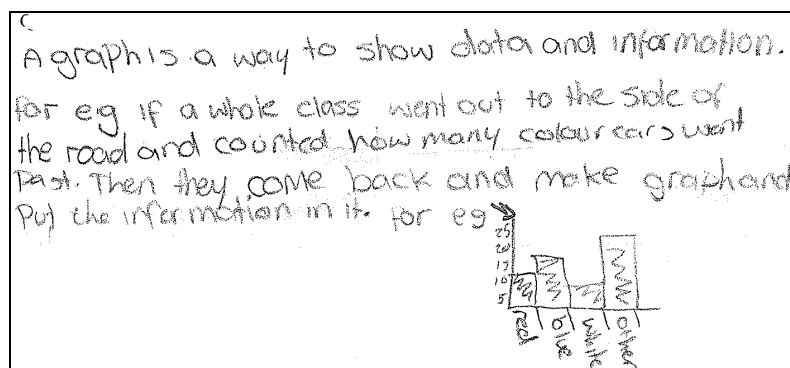 C
A graph is a way to show data and information.
for eg if a whole class went out to the side of
the road and counted how many colour cars went
past. Then they come back and make graph and
Put the information in it. for eg
25
20
15
10
5
red
blue
white
other